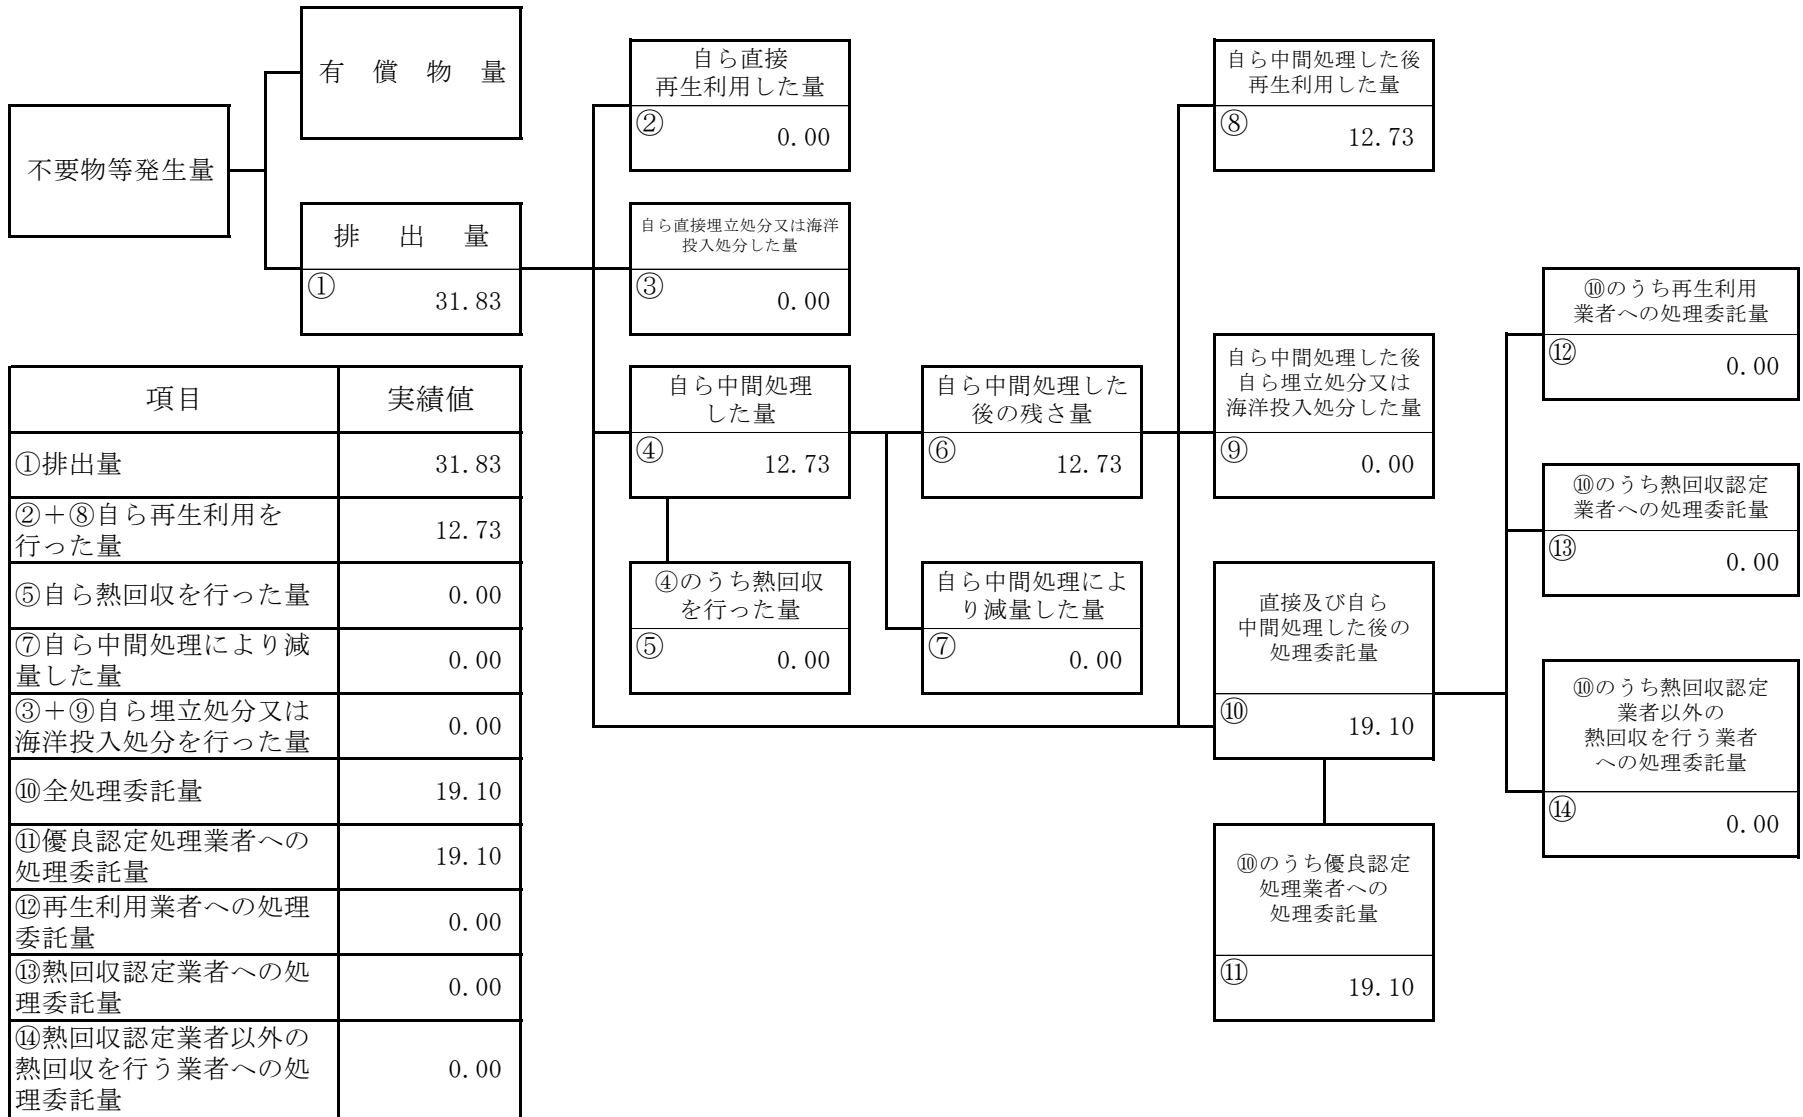 有 償 物 量
不要物等発生量
排 出 量
①
31.83
自ら直接
再生利用した量
②
0.00
自ら直接埋立処分又は海洋
投入処分した量
③
0.00
自ら中間処理
した量
④
12.73
④のうち熱回収
を行った量
⑤
0.00
自ら中間処理した
後の残さ量
⑥
12.73
自ら中間処理によ
り減量した量
⑦
0.00
自ら中間処理した後
再生利用した量
⑧
12.73
自ら中間処理した後
自ら埋立処分又は
海洋投入処分した量
⑨
0.00
直接及び自ら
中間処理した後の
処理委託量
⑩
19.10
⑩のうち優良認定
処理業者への
処理委託量
⑪
19.10
⑩のうち再生利用
業者への処理委託量
⑫
0.00
⑩のうち熱回収認定
業者への処理委託量
⑬
0.00
⑩のうち熱回収認定
業者以外の
熱回収を行う業者
への処理委託量
⑭
0.00
項目 実績値
①排出量 31.83
②＋⑧自ら再生利用を
行った量 12.73
⑤自ら熱回収を行った量 0.00
⑦自ら中間処理により減
量した量 0.00
③＋⑨自ら埋立処分又は
海洋投入処分を行った量 0.00
⑩全処理委託量 19.10
⑪優良認定処理業者への
処理委託量 19.10
⑫再生利用業者への処理
委託量 0.00
⑬熱回収認定業者への処
理委託量 0.00
⑭熱回収認定業者以外の
熱回収を行う業者への処
理委託量 0.00